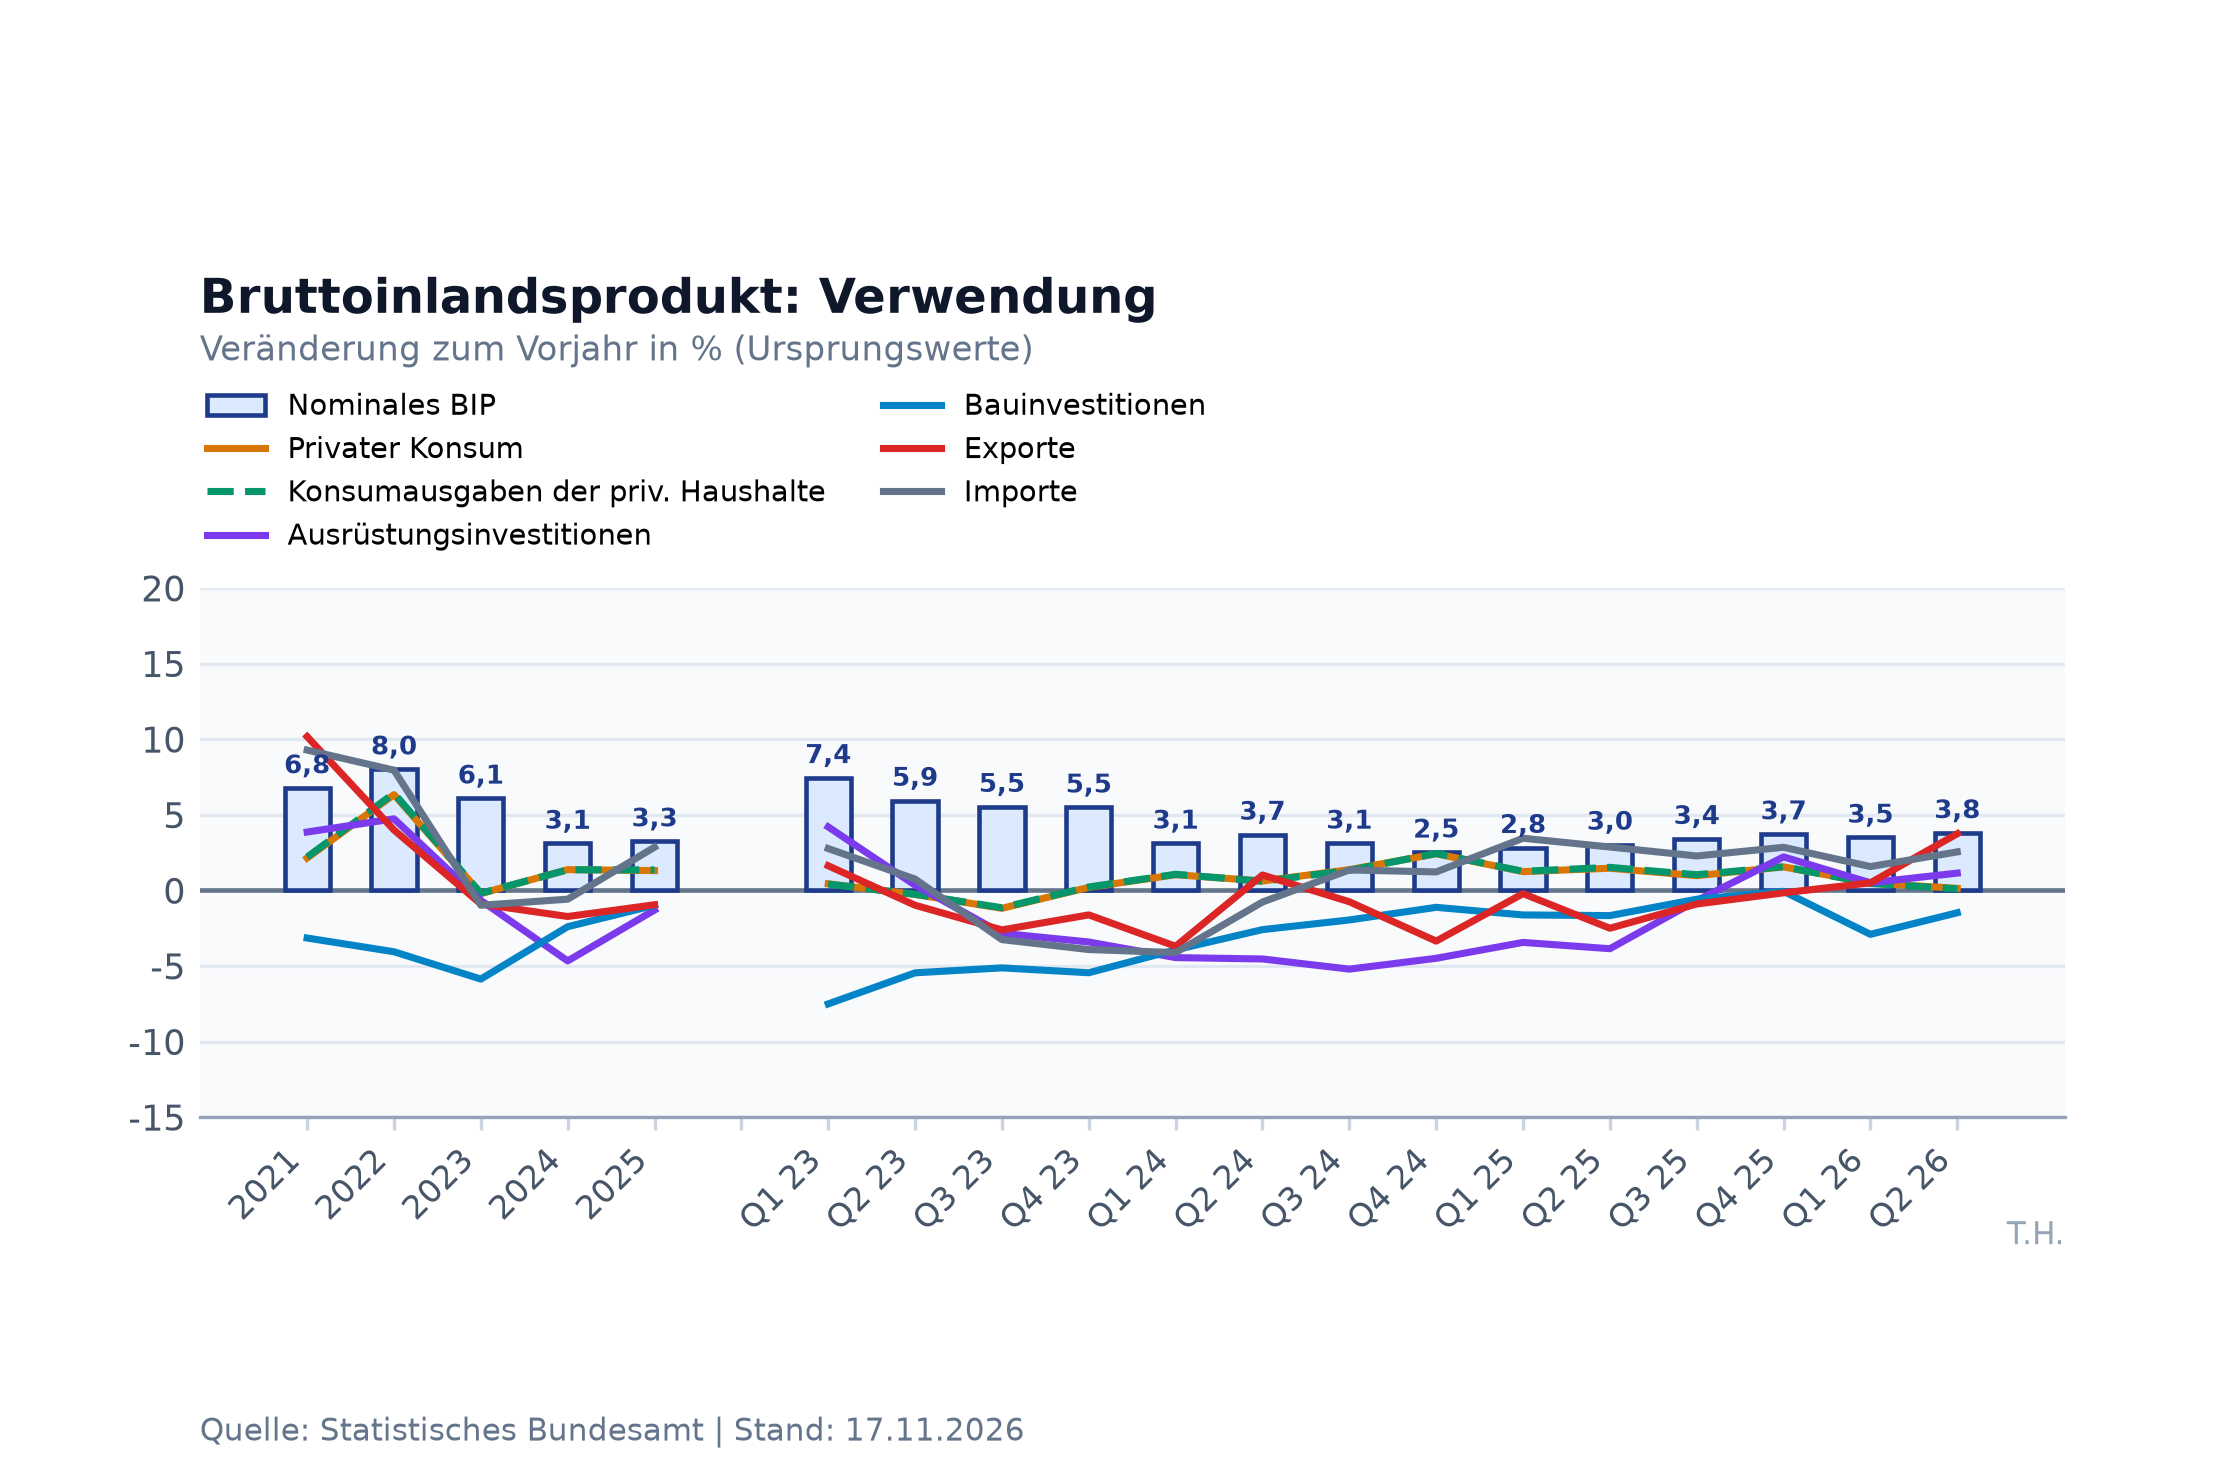 Bruttoinlandsprodukt: Verwendung
Veränderung zum Vorjahr in % (Ursprungswerte)
Nominales BIP
Privater Konsum
Konsumausgaben der priv. Haushalte
Ausrüstungsinvestitionen
Bauinvestitionen
Exporte
Importe
20
15
10
5
0
-5
-10
-15
6,8 8,0 6,1 3,1 3,3 7,4 5,9 5,5 5,5 3,1 3,7 3,1 2,5 2,8 3,0 3,4 3,7 3,5 3,8
2021 2022 2023 2024 2025 Q1 23 Q2 23 Q3 23 Q4 23 Q1 24 Q2 24 Q3 24 Q4 24 Q1 25 Q2 25 Q3 25 Q4 25 Q1 26 Q2 26
T.H.
Quelle: Statistisches Bundesamt | Stand: 17.11.2026